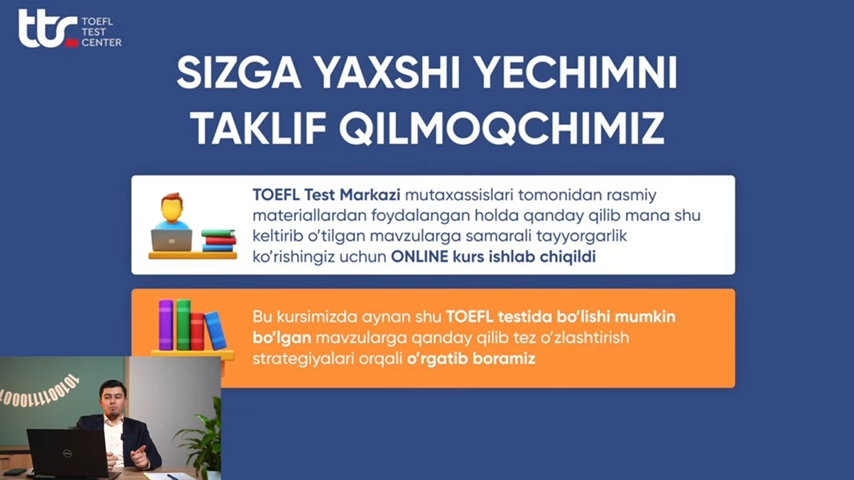 ttc.
TOEFL
TEST
CENTER
SIZGA YAXSHI YECHIMNI
TAKLIF QILMOQCHIMIZ
TOEFL Test Markazi mutaxassislari tomonidan rasmiy
materiallardan foydalangan holda qanday qilib mana shu
keltirib o'tilgan mavzularga samarali tayyorgarlik
ko'rishingiz uchun ONLINE kurs ishlab chiqildi
Bu kursimizda aynan shu TOEFL testida bo'lishi mumkin
bo'lgan mavzularga qanday qilib tez o'zlashtirish
strategiyalari orqali o'rgatib boramiz
DELL